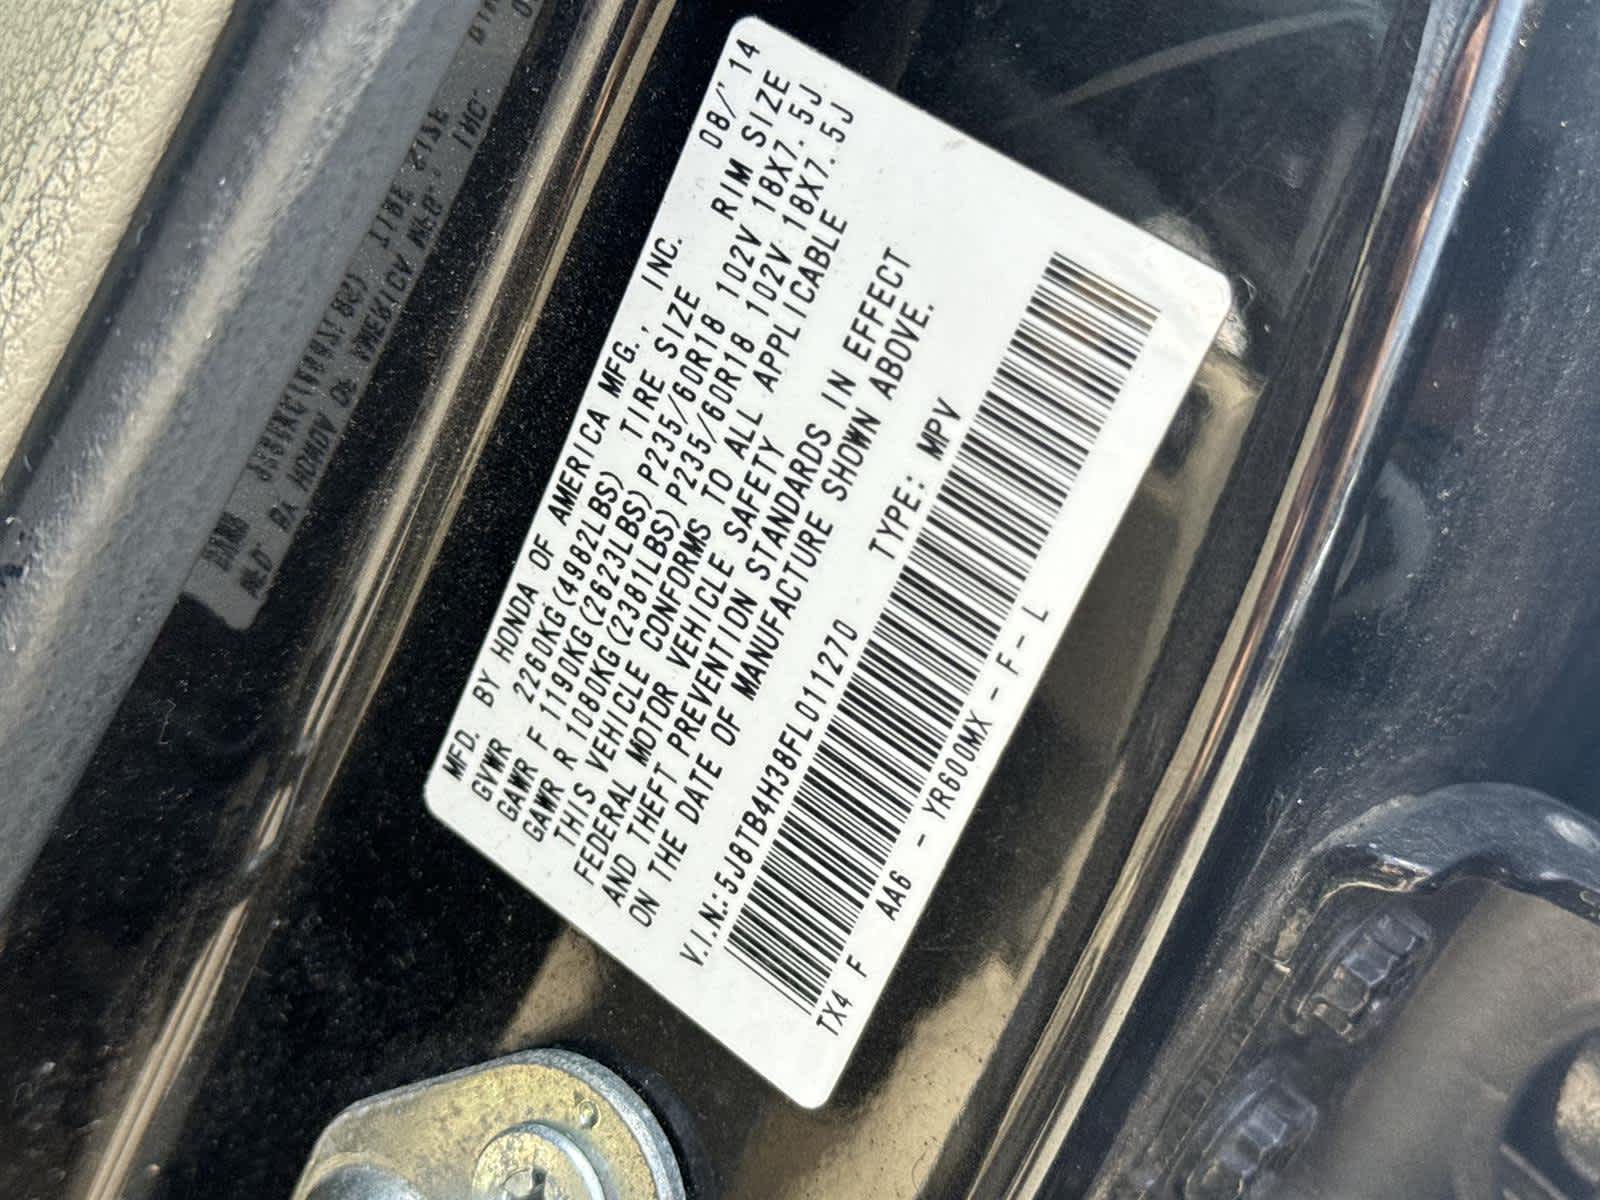 MFD. BY HONDA OF AMERICA MFG., INC. 08/'14
GVWR 2260KG(4982LBS) TIRE SIZE RIM SIZE
GAWR F 1190KG(2623LBS) P235/60R18 102V 18X7.5J
GAWR R 1080KG(2381LBS) P235/60R18 102V 18X7.5J
THIS VEHICLE CONFORMS TO ALL APPLICABLE
FEDERAL MOTOR VEHICLE SAFETY
AND THEFT PREVENTION STANDARDS IN EFFECT
ON THE DATE OF MANUFACTURE SHOWN ABOVE.
V.I.N.:5J8TB4H38FL011270 TYPE: MPV
TX4 F AA6 - YR600MX - F - L